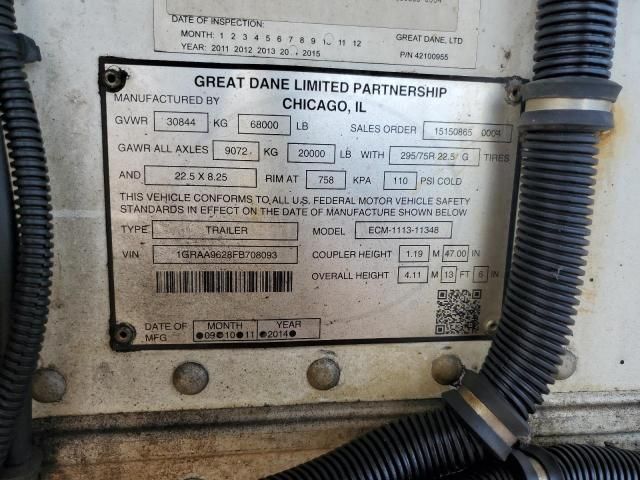 DATE OF INSPECTION:
MONTH: 1 2 3 4 5 6 7 8 9 10 11 12
GREAT DANE, LTD
YEAR: 2011 2012 2013 2015
P/N 42100955
GREAT DANE LIMITED PARTNERSHIP
MANUFACTURED BY CHICAGO, IL
GVWR 30844 KG 68000 LB SALES ORDER 15150865 0004
GAWR ALL AXLES 9072 KG 20000 LB WITH 295/75R 22.5 G TIRES
AND 22.5 X 8.25 RIM AT 758 KPA 110 PSI COLD
THIS VEHICLE CONFORMS TO ALL U.S. FEDERAL MOTOR VEHICLE SAFETY
STANDARDS IN EFFECT ON THE DATE OF MANUFACTURE SHOWN BELOW
TYPE TRAILER MODEL ECM-1113-11348
VIN 1GRAA9628FB708093 COUPLER HEIGHT 1.19 M 47.00 IN
OVERALL HEIGHT 4.11 M 13 FT 6 IN
DATE OF MFG MONTH YEAR
09 10 11 2014